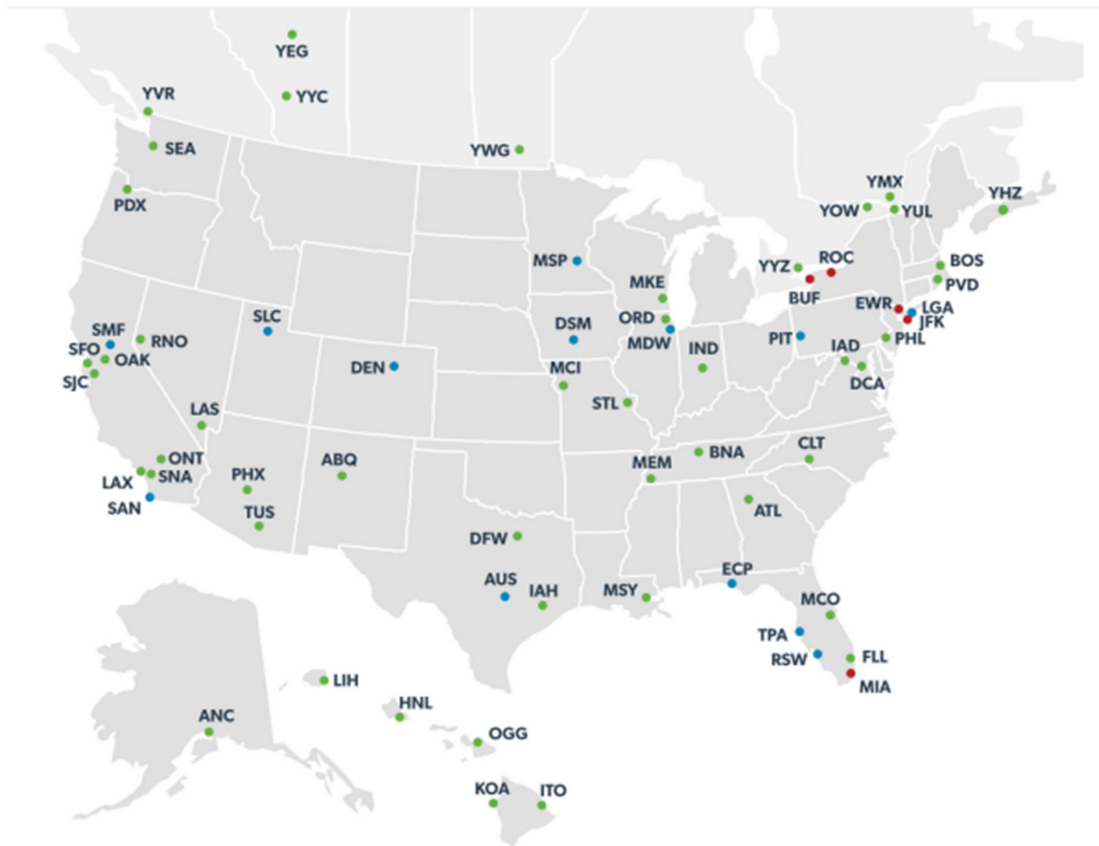 YEG
YYC
YVR
SEA
YWG
PDX
YMX
YHZ
YOW
YUL
MSP
YYZ
ROC
BOS
PVD
MKE
BUF
EWR
LGA
SLC
ORD
DSM
JFK
SMF
RNO
MDW
PIT
PHL
SFO
OAK
IND
IAD
DEN
MCI
SJC
DCA
STL
LAS
CLT
BNA
ONT
ABQ
MEM
LAX
SNA
PHX
SAN
TUS
ATL
DFW
ECP
AUS
IAH
MSY
MCO
TPA
RSW
FLL
LIH
MIA
HNL
ANC
OGG
KOA
ITO